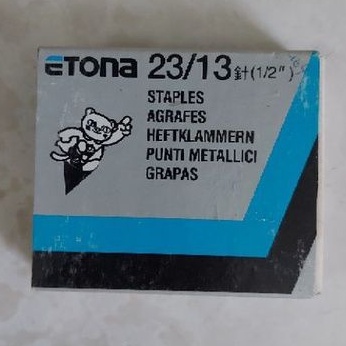 ETONA 23/13 針(1/2")
STAPLES
AGRAFES
HEFTKLAMMERN
PUNTI METALLICI
GRAPAS